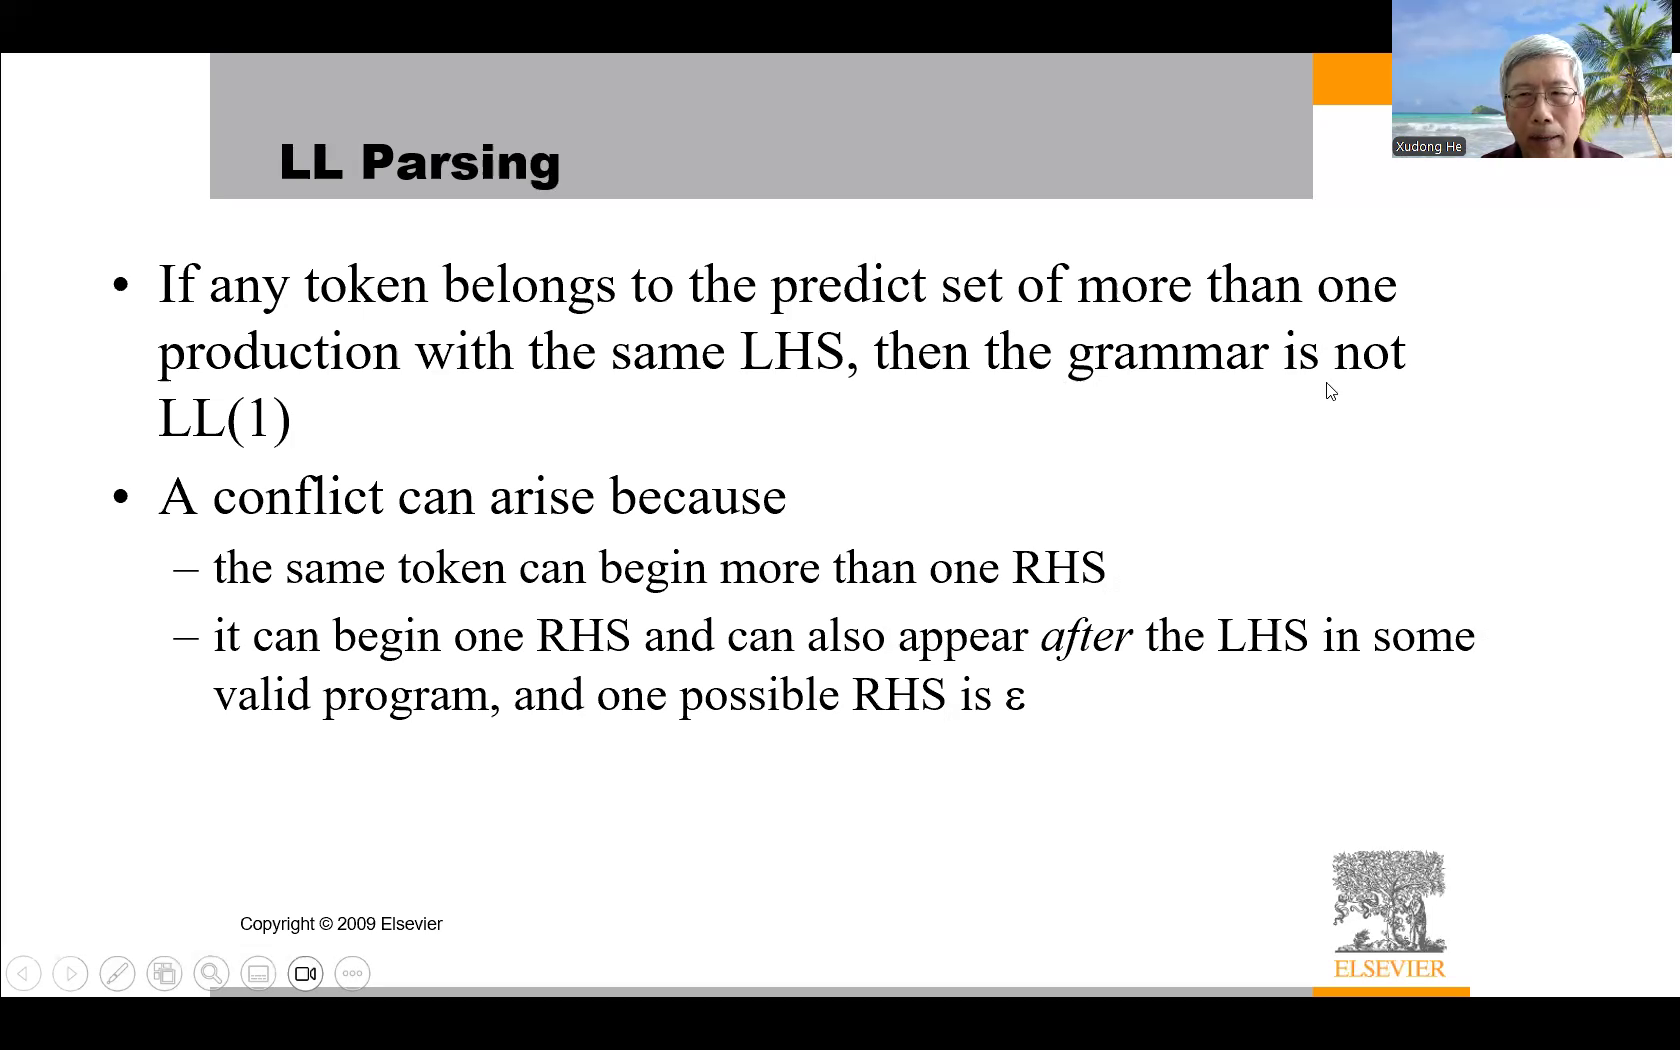 Xudong He
LL Parsing
• If any token belongs to the predict set of more than one
production with the same LHS, then the grammar is not
LL(1)
• A conflict can arise because
– the same token can begin more than one RHS
– it can begin one RHS and can also appear after the LHS in some
valid program, and one possible RHS is ε
Copyright © 2009 Elsevier
ELSEVIER